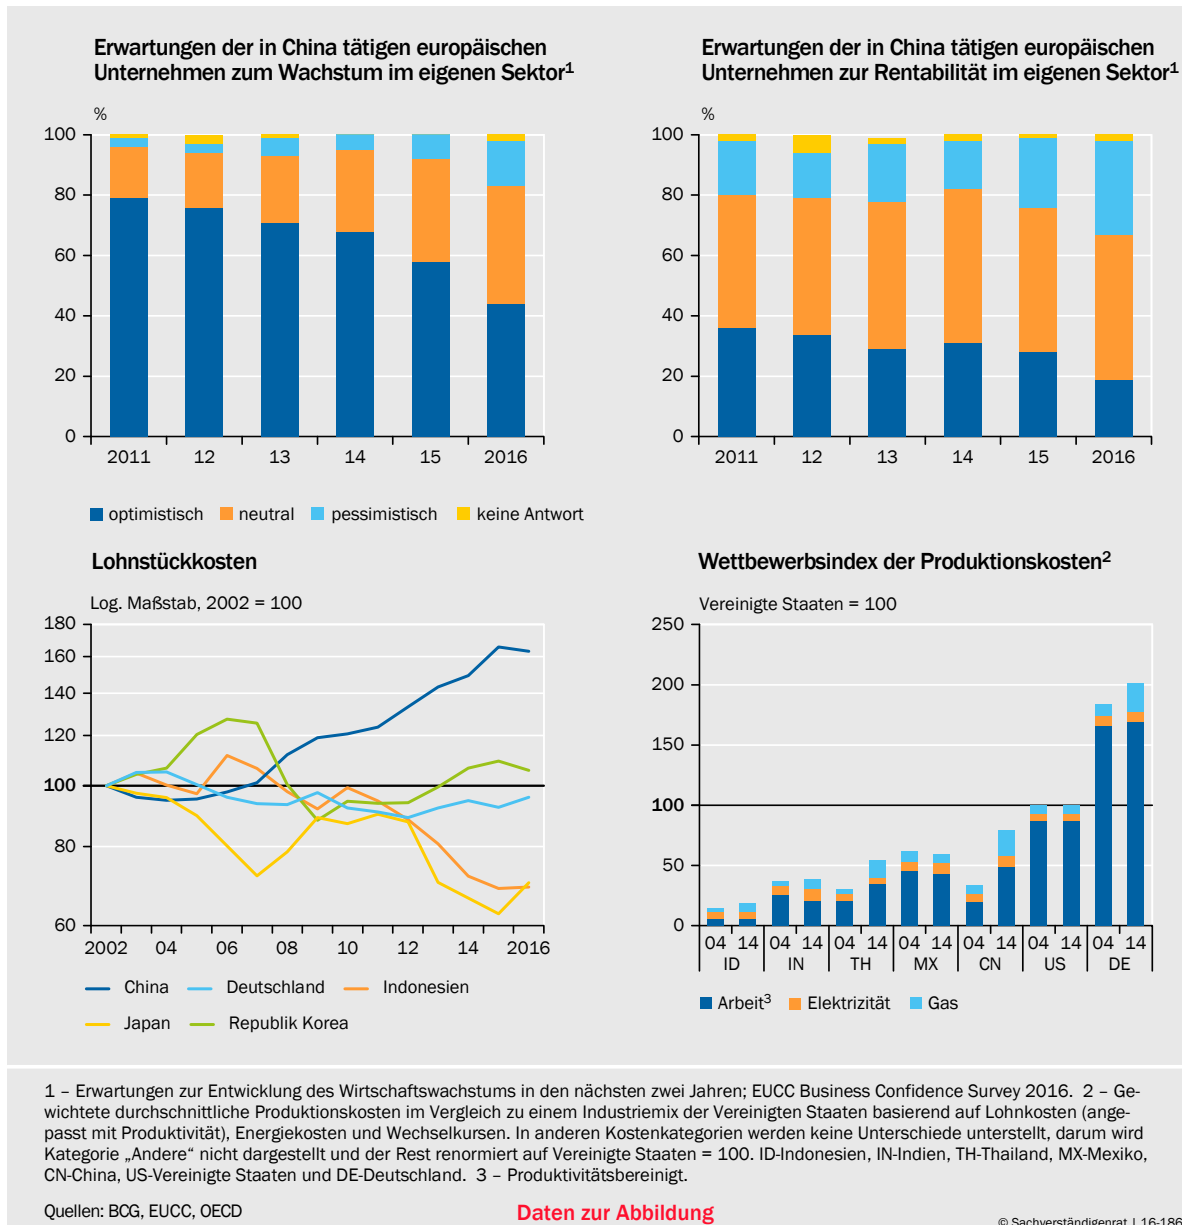 Erwartungen der in China tätigen europäischen
Unternehmen zum Wachstum im eigenen Sektor¹
%
100
80
60
40
20
0
2011 12 13 14 15 2016
optimistisch neutral pessimistisch keine Antwort
Erwartungen der in China tätigen europäischen
Unternehmen zur Rentabilität im eigenen Sektor¹
%
100
80
60
40
20
0
2011 12 13 14 15 2016
Lohnstückkosten
Log. Maßstab, 2002 = 100
180
160
140
120
100
80
60
2002 04 06 08 10 12 14 2016
China Deutschland Indonesien
Japan Republik Korea
Wettbewerbsindex der Produktionskosten²
Vereinigte Staaten = 100
250
200
150
100
50
0
04 14 04 14 04 14 04 14 04 14 04 14 04 14
ID IN TH MX CN US DE
Arbeit³ Elektrizität Gas
1 – Erwartungen zur Entwicklung des Wirtschaftswachstums in den nächsten zwei Jahren; EUCC Business Confidence Survey 2016. 2 – Ge-
wichtete durchschnittliche Produktionskosten im Vergleich zu einem Industriemix der Vereinigten Staaten basierend auf Lohnkosten (ange-
passt mit Produktivität), Energiekosten und Wechselkursen. In anderen Kostenkategorien werden keine Unterschiede unterstellt, darum wird
Kategorie „Andere“ nicht dargestellt und der Rest renormiert auf Vereinigte Staaten = 100. ID-Indonesien, IN-Indien, TH-Thailand, MX-Mexiko,
CN-China, US-Vereinigte Staaten und DE-Deutschland. 3 – Produktivitätsbereinigt.
Quellen: BCG, EUCC, OECD
Daten zur Abbildung
© Sachverständigenrat | 16-186